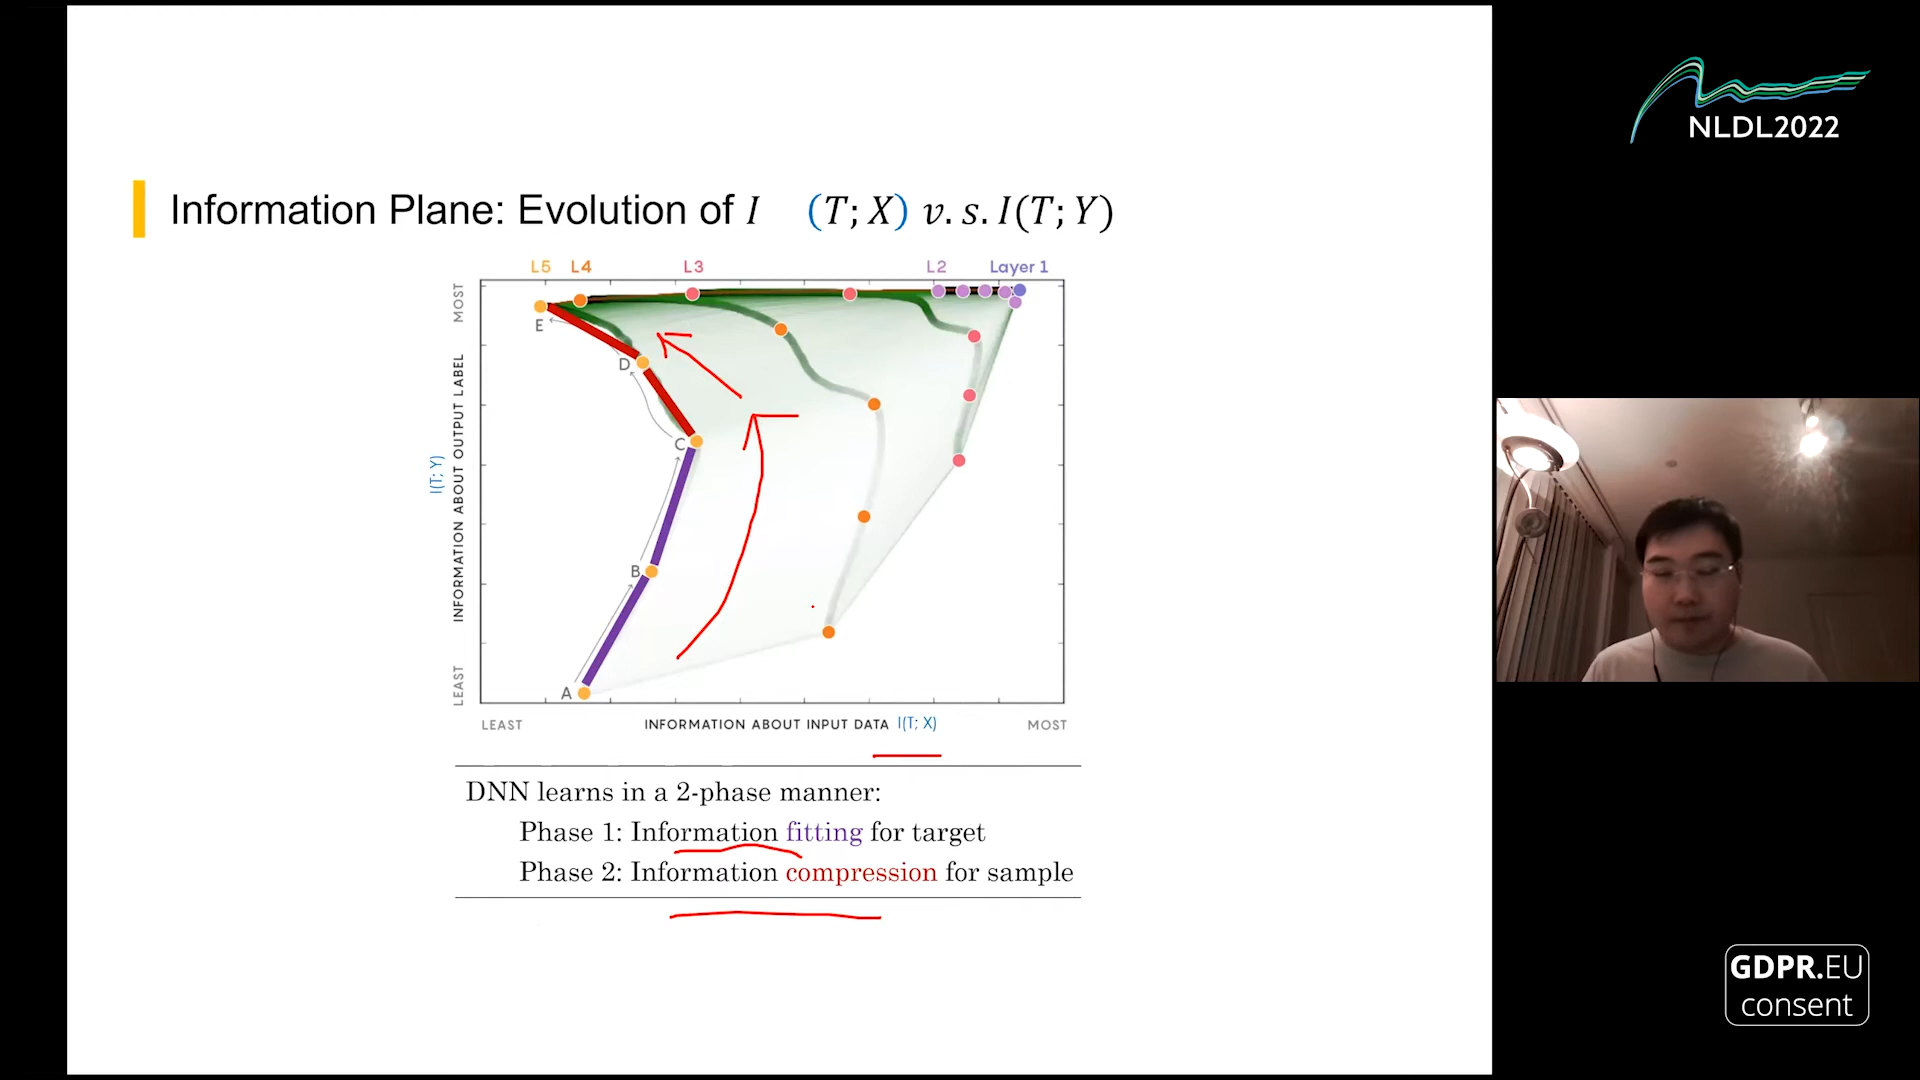 NLDL2022
Information Plane: Evolution of I (T; X) v. s. I(T; Y)
L5 L4 L3 L2 Layer 1
MOST
INFORMATION ABOUT OUTPUT LABEL
I(T; Y)
LEAST
E
D
C
B
A
LEAST INFORMATION ABOUT INPUT DATA I(T; X) MOST
DNN learns in a 2-phase manner:
Phase 1: Information fitting for target
Phase 2: Information compression for sample
GDPR.EU
consent